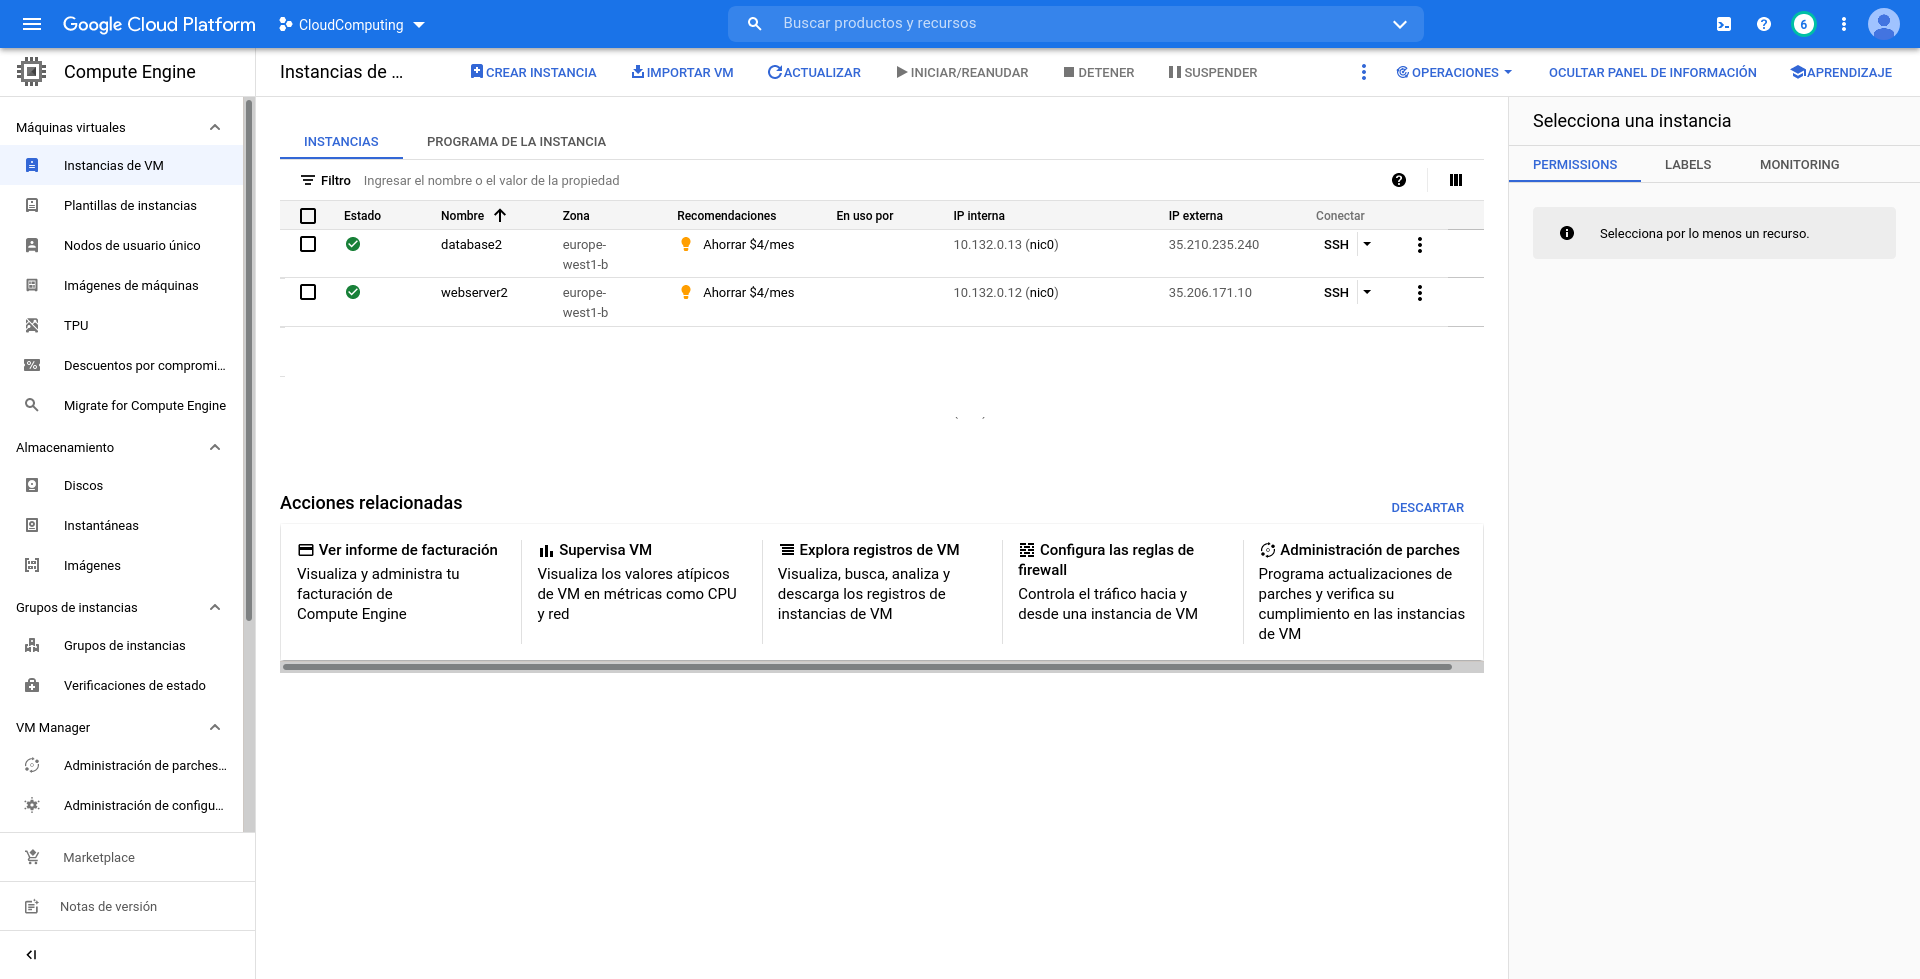 Google Cloud Platform
CloudComputing
Buscar productos y recursos
6
Compute Engine
Instancias de ...
CREAR INSTANCIA
IMPORTAR VM
ACTUALIZAR
INICIAR/REANUDAR
DETENER
SUSPENDER
OPERACIONES
OCULTAR PANEL DE INFORMACIÓN
APRENDIZAJE
Máquinas virtuales
Instancias de VM
Plantillas de instancias
Nodos de usuario único
Imágenes de máquinas
TPU
Descuentos por compromi...
Migrate for Compute Engine
Almacenamiento
Discos
Instantáneas
Imágenes
Grupos de instancias
Grupos de instancias
Verificaciones de estado
VM Manager
Administración de parches...
Administración de configu...
Marketplace
Notas de versión
INSTANCIAS
PROGRAMA DE LA INSTANCIA
Filtro
Ingresar el nombre o el valor de la propiedad
Estado Nombre Zona Recomendaciones En uso por IP interna IP externa Conectar
database2 europe- Ahorrar $4/mes 10.132.0.13 (nic0) 35.210.235.240 SSH
west1-b
webserver2 europe- Ahorrar $4/mes 10.132.0.12 (nic0) 35.206.171.10 SSH
west1-b
Acciones relacionadas
DESCARTAR
Ver informe de facturación
Visualiza y administra tu
facturación de
Compute Engine
Supervisa VM
Visualiza los valores atípicos
de VM en métricas como CPU
y red
Explora registros de VM
Visualiza, busca, analiza y
descarga los registros de
instancias de VM
Configura las reglas de
firewall
Controla el tráfico hacia y
desde una instancia de VM
Administración de parches
Programa actualizaciones de
parches y verifica su
cumplimiento en las instancias
de VM
Selecciona una instancia
PERMISSIONS
LABELS
MONITORING
Selecciona por lo menos un recurso.